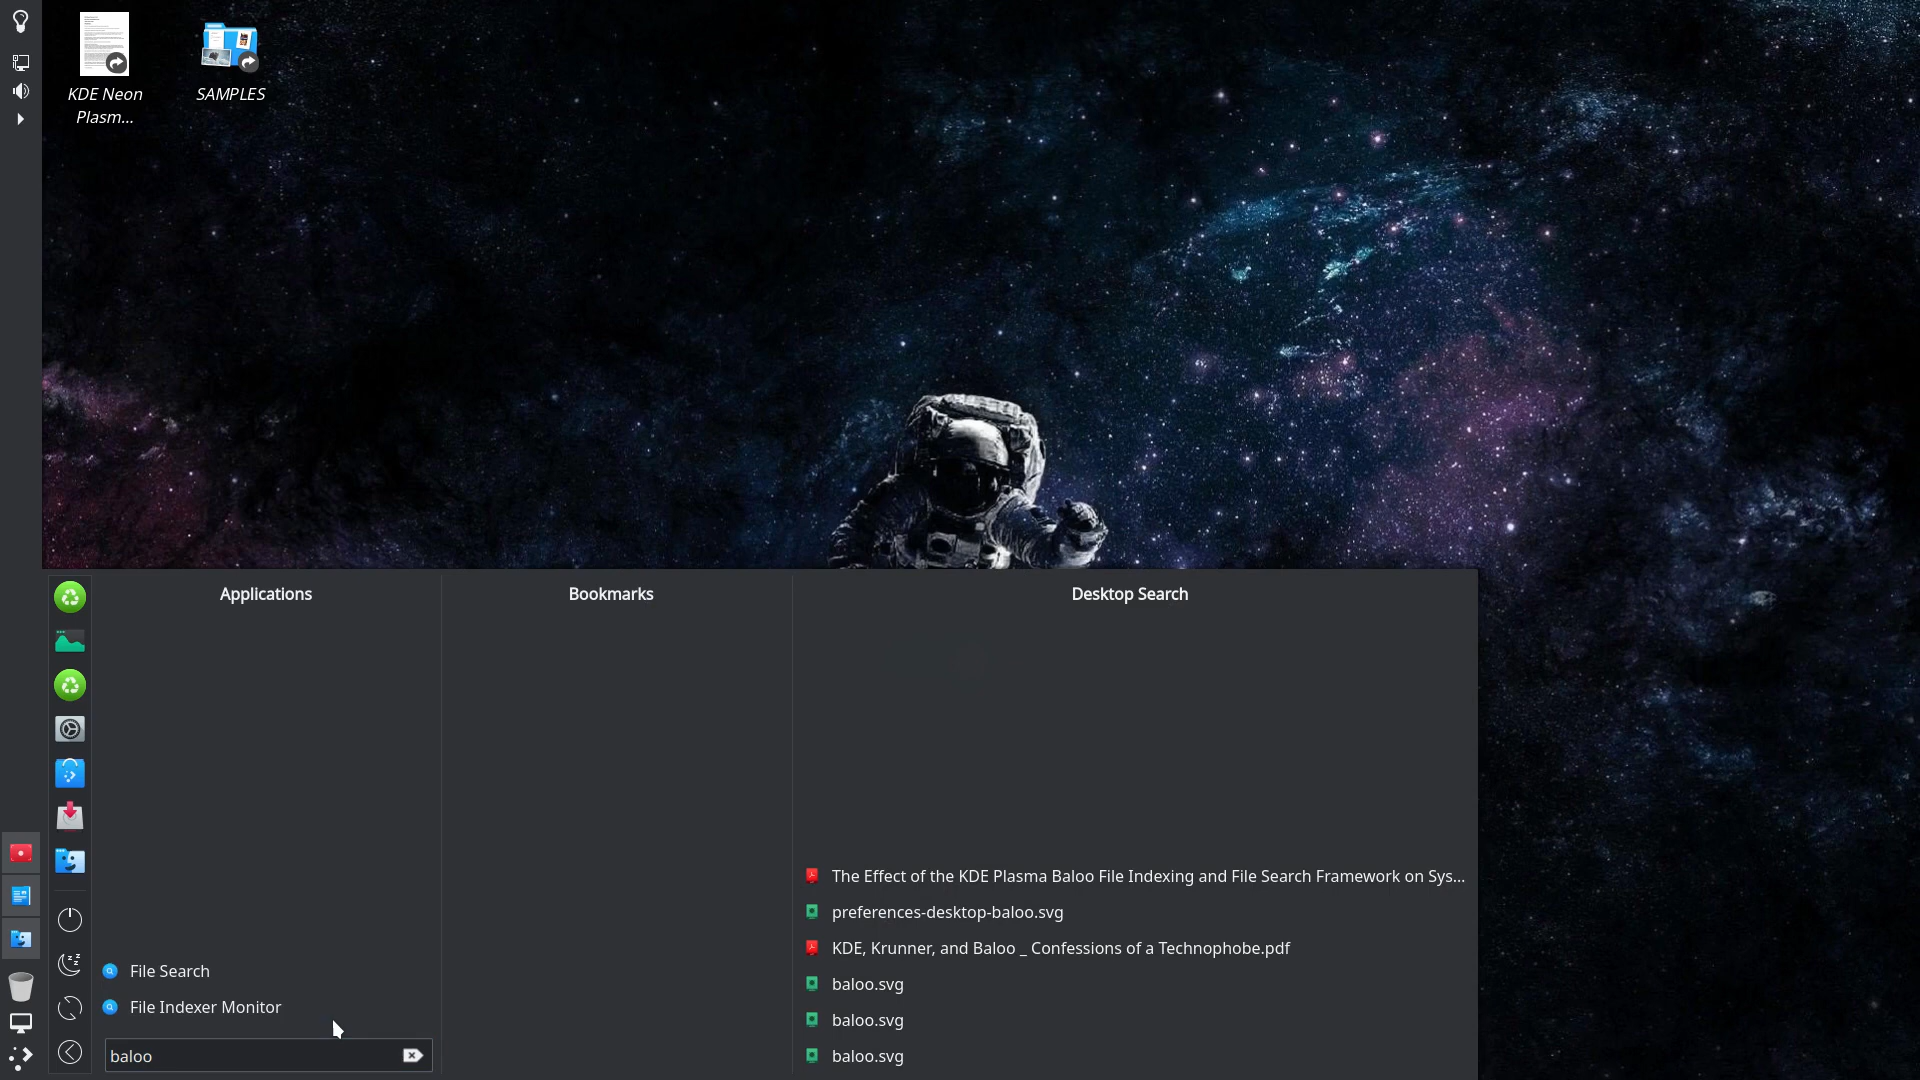 KDE Neon
Plasm...
SAMPLES
Applications
Bookmarks
Desktop Search
The Effect of the KDE Plasma Baloo File Indexing and File Search Framework on Sys...
preferences-desktop-baloo.svg
KDE, Krunner, and Baloo _ Confessions of a Technophobe.pdf
File Search
baloo.svg
File Indexer Monitor
baloo.svg
baloo
baloo.svg